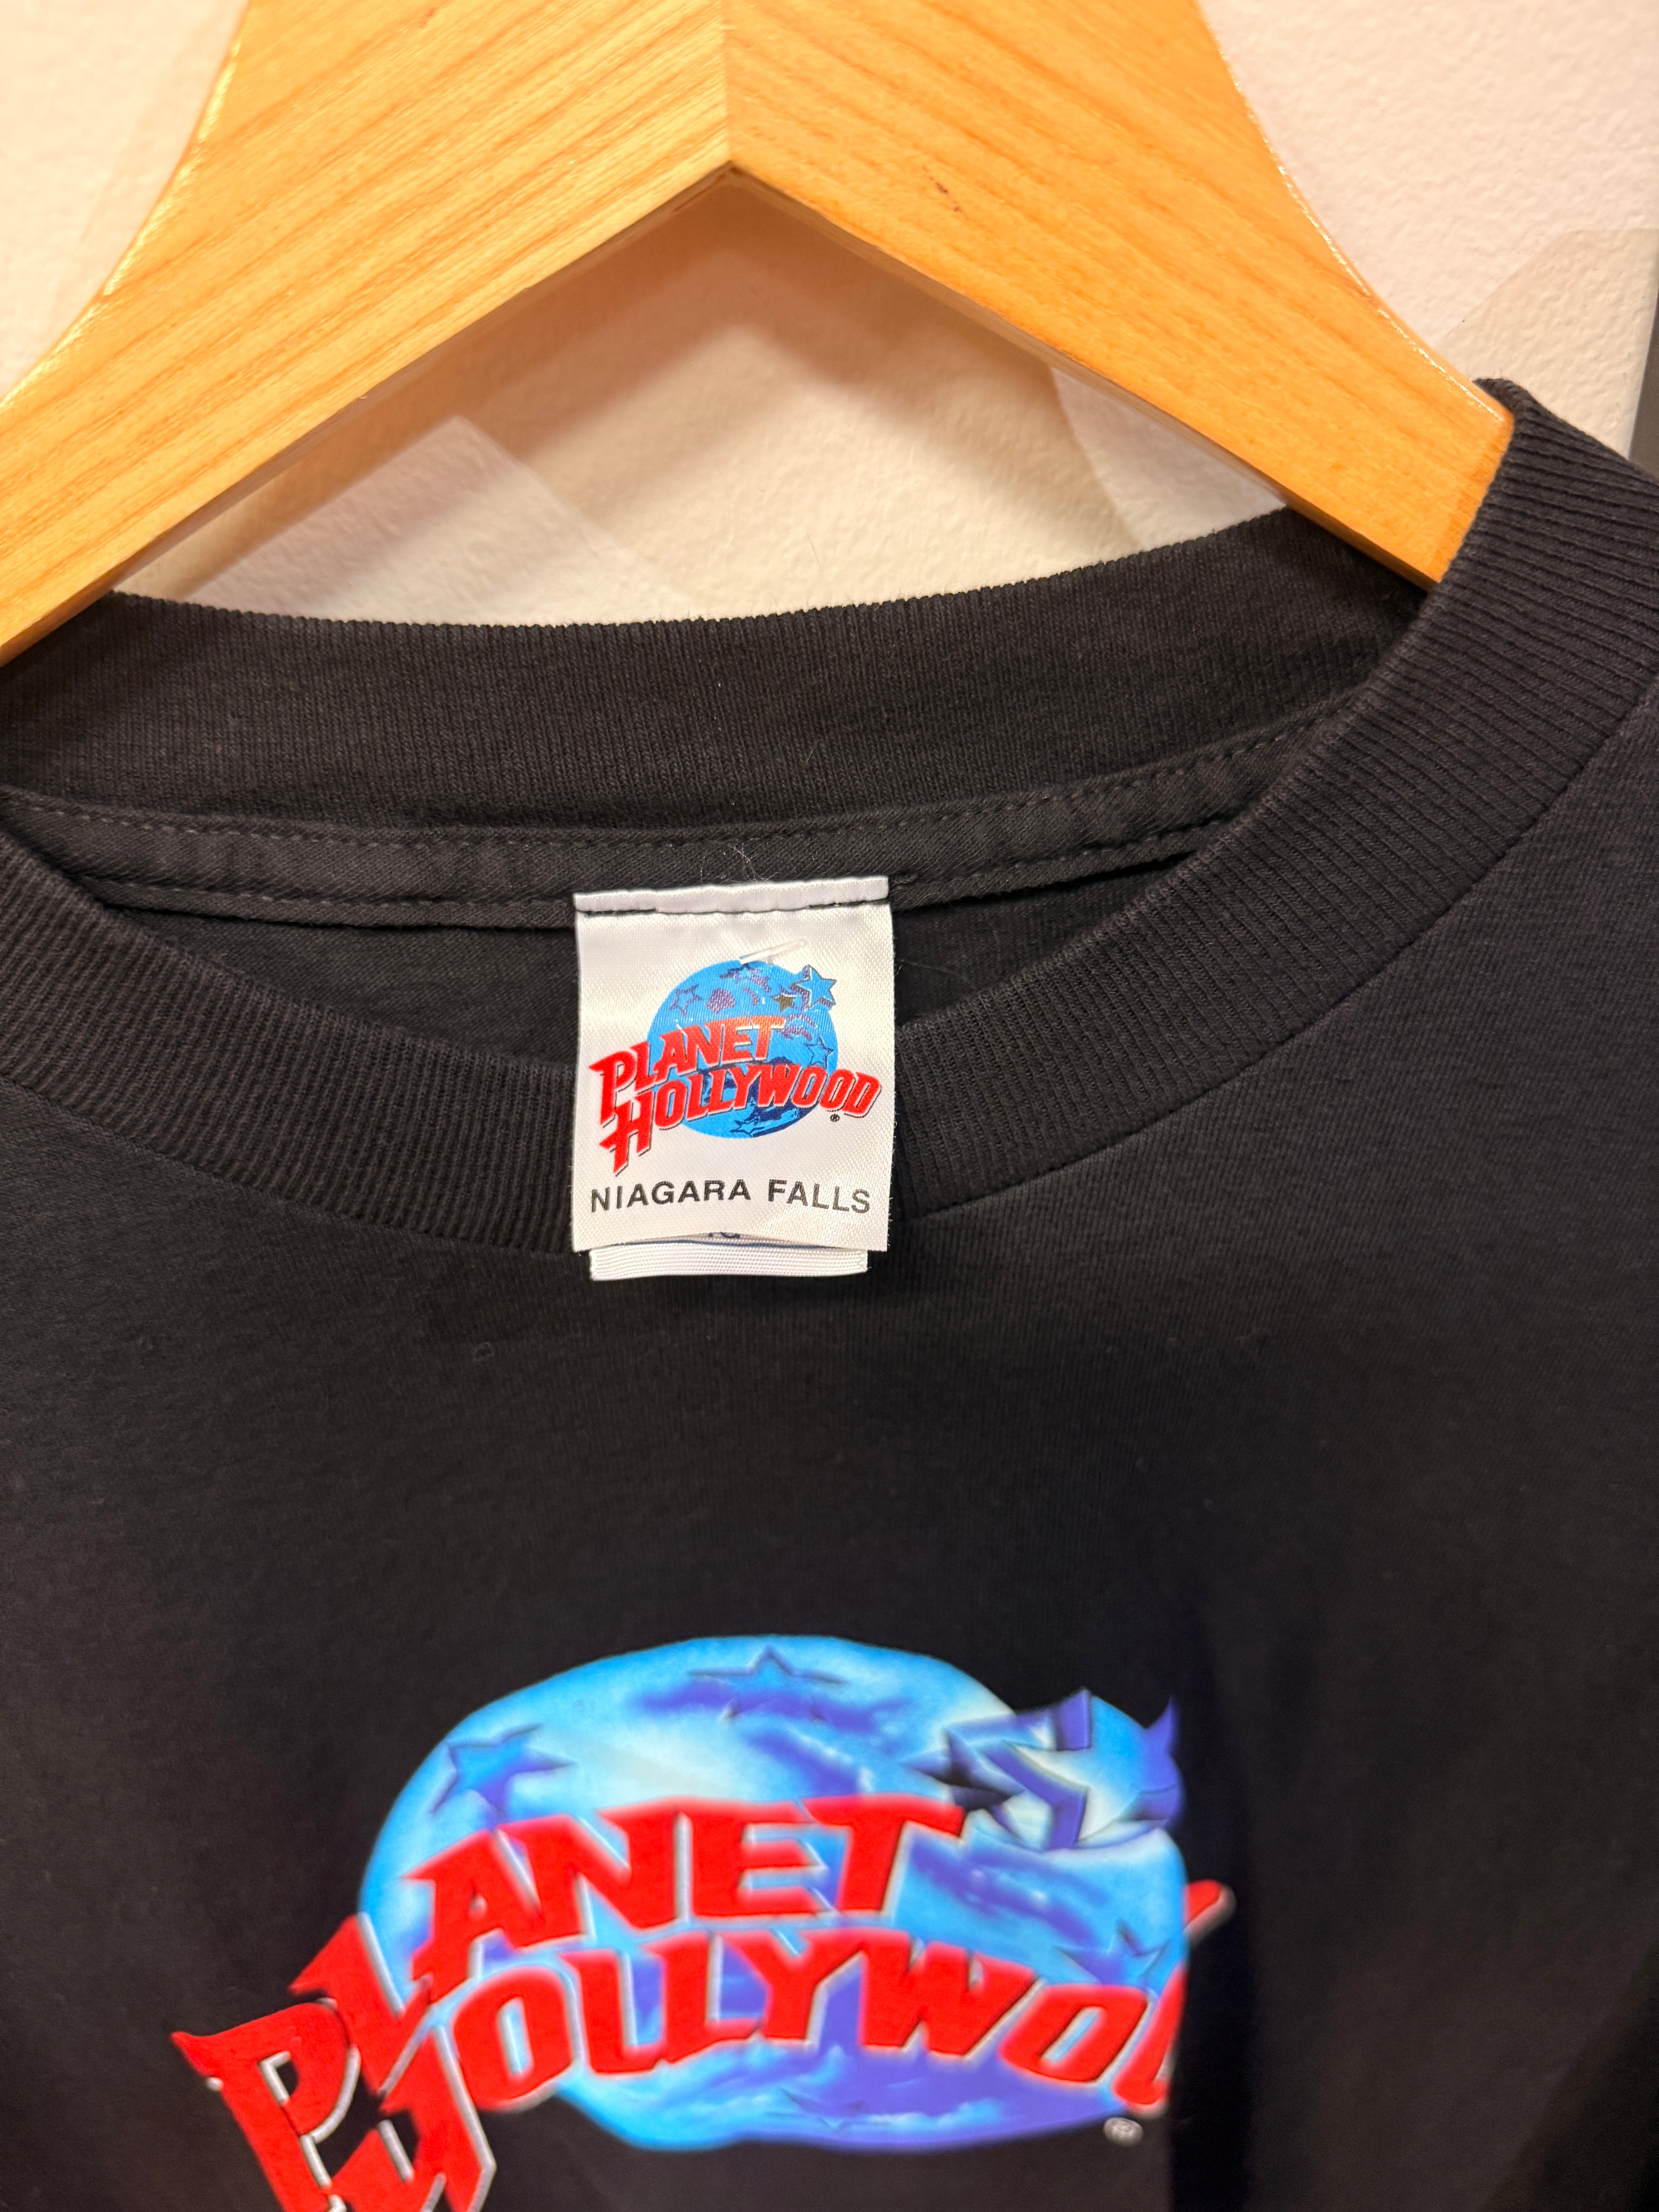 PLANET
HOLLYWOOD
®
NIAGARA FALLS
PLANET
HOLLYWOO
®